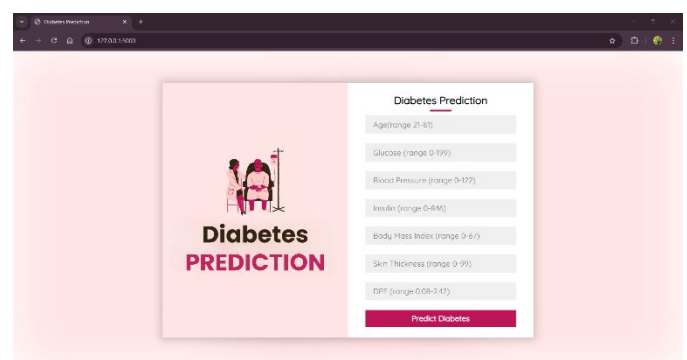 Diabetes Prediction
127.0.0.1:5000
Diabetes
PREDICTION
Diabetes Prediction
Age(range 21-81)
Glucose (range 0-199)
Blood Pressure (range 0-122)
Insulin (range 0-846)
Body Mass Index (range 0-67)
Skin Thickness (range 0-99)
DPF (range 0.08-2.42)
Predict Diabetes